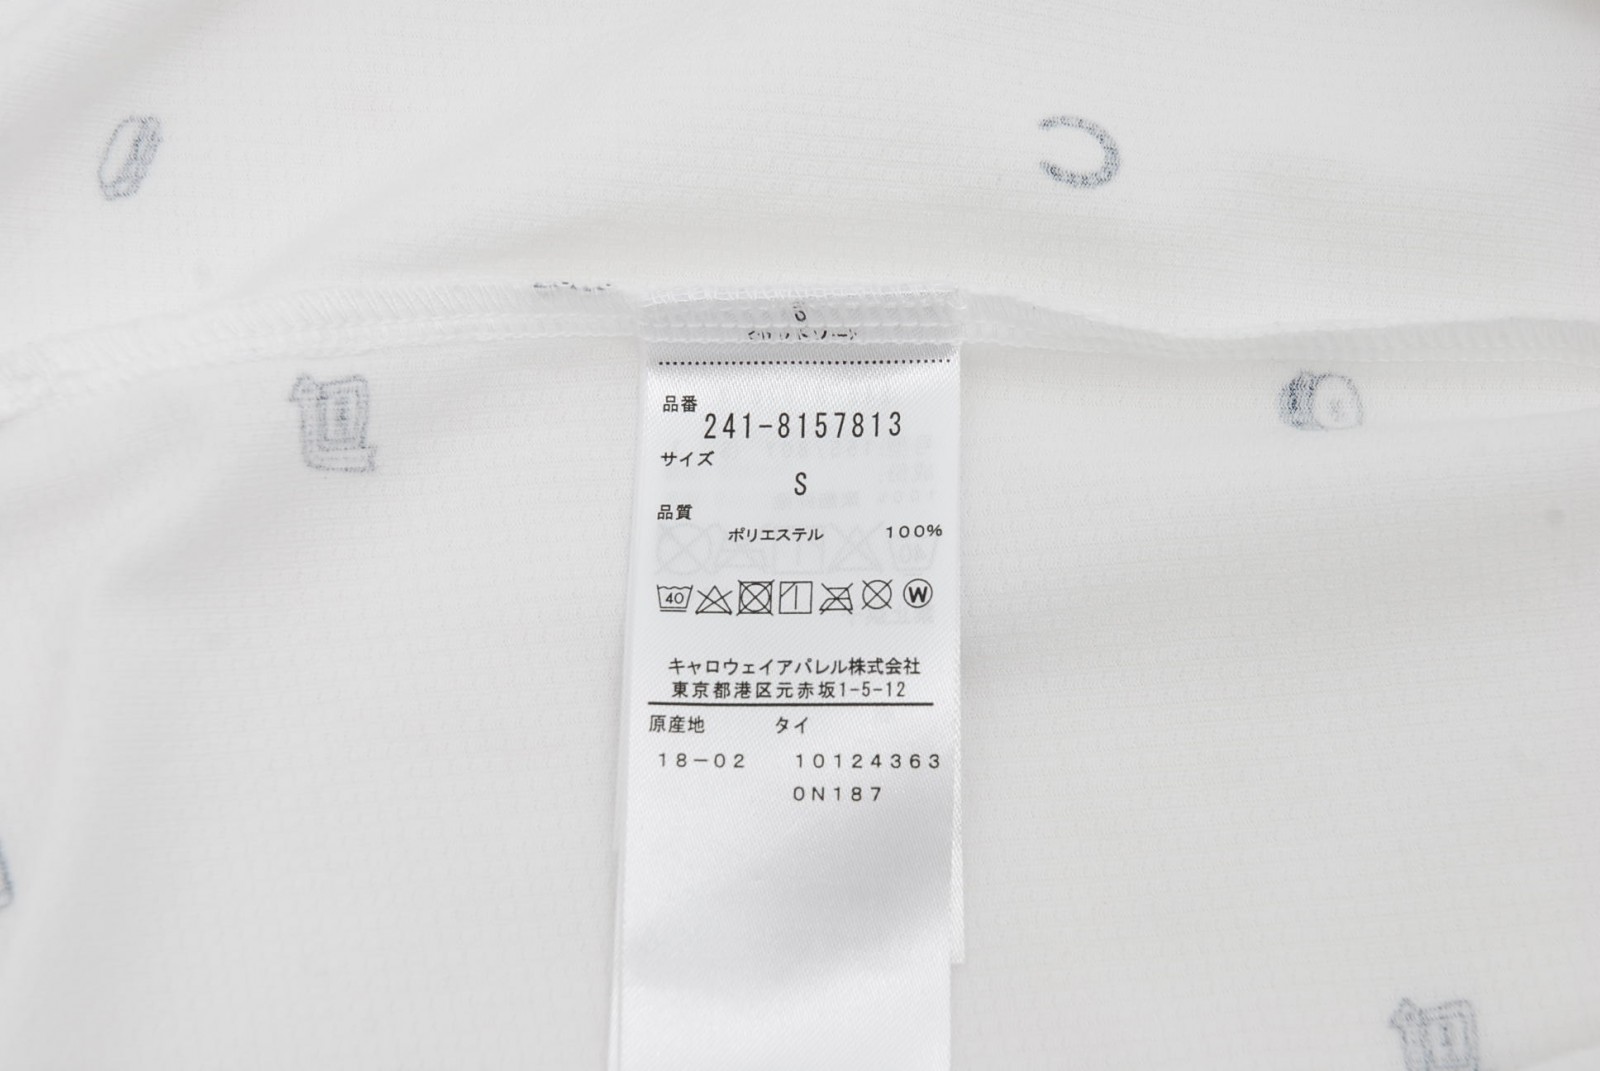 品番
241-8157813
サイズ
S
品質
ポリエステル 100%
40 W
キャロウェイアパレル株式会社
東京都港区元赤坂1-5-12
原産地 タイ
18-02 10124363
0N187